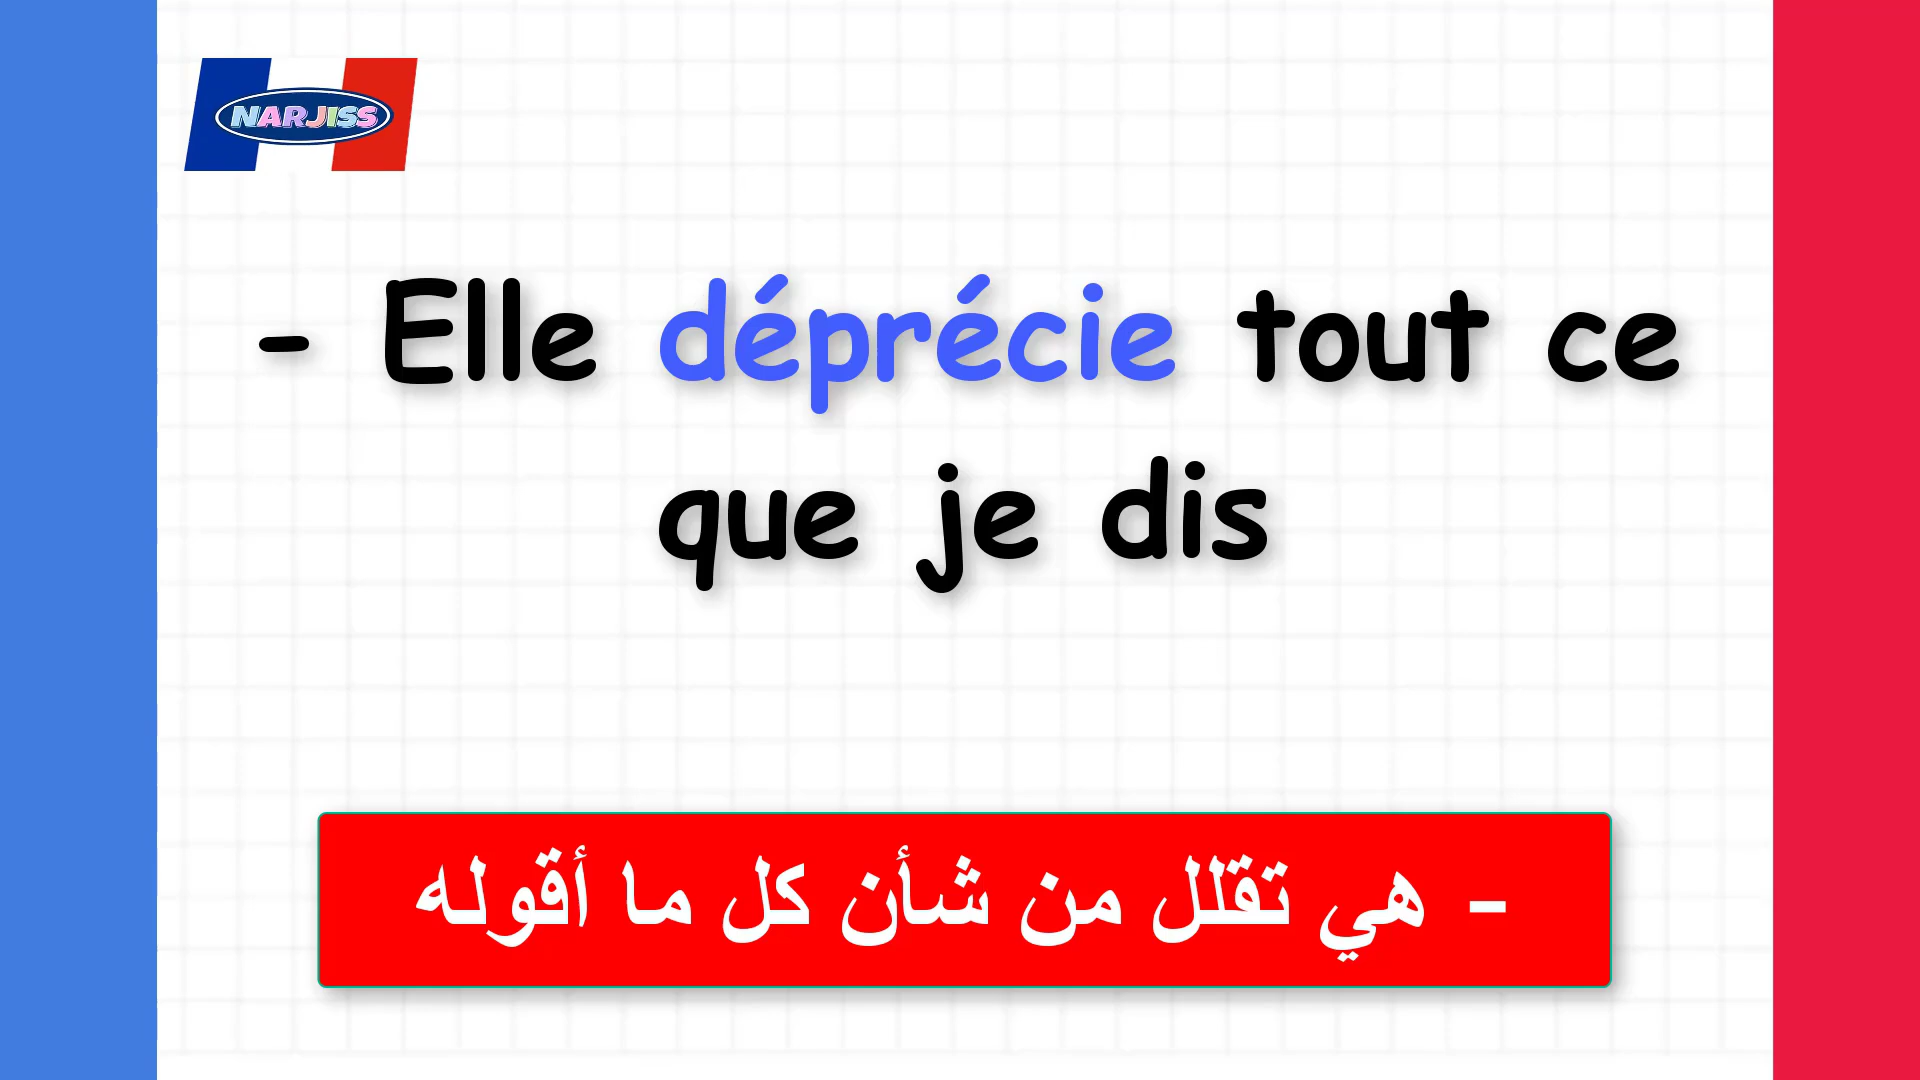 NARJISS
- Elle déprécie tout ce
que je dis
- هي تقلل من شأن كل ما أقوله